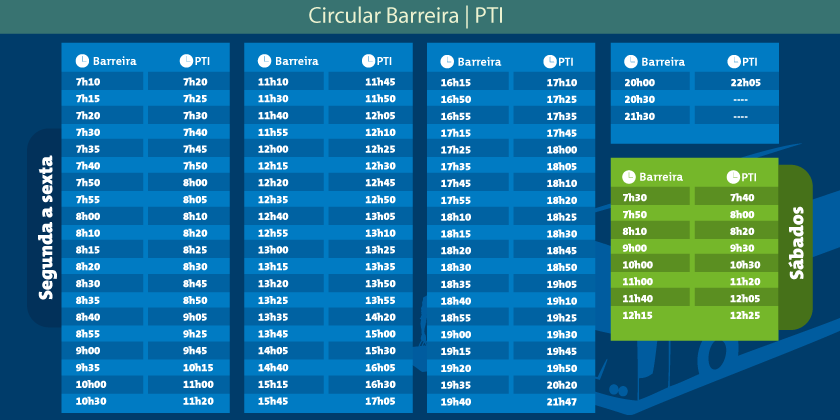 Circular Barreira | PTI
Segunda a sexta
Barreira PTI
7h10 7h20
7h15 7h25
7h20 7h30
7h30 7h40
7h35 7h45
7h40 7h50
7h50 8h00
7h55 8h05
8h00 8h10
8h10 8h20
8h15 8h25
8h20 8h30
8h30 8h45
8h35 8h50
8h40 9h05
8h55 9h25
9h00 9h45
9h35 10h15
10h00 11h00
10h30 11h20
Barreira PTI
11h10 11h45
11h30 11h50
11h40 12h05
11h55 12h10
12h00 12h25
12h15 12h30
12h20 12h45
12h35 12h50
12h40 13h05
12h55 13h10
13h00 13h25
13h15 13h35
13h20 13h50
13h25 13h55
13h35 14h20
13h45 15h00
14h05 15h30
14h40 16h05
15h15 16h30
15h45 17h05
Barreira PTI
16h15 17h10
16h50 17h25
16h55 17h35
17h15 17h45
17h25 18h00
17h35 18h05
17h45 18h10
17h55 18h20
18h10 18h25
18h15 18h30
18h20 18h45
18h30 18h50
18h35 19h05
18h40 19h10
18h55 19h25
19h00 19h30
19h15 19h45
19h20 19h50
19h35 20h20
19h40 21h47
Barreira PTI
20h00 22h05
20h30 ----
21h30 ----
Sábados
Barreira PTI
7h30 7h40
7h50 8h00
8h10 8h20
9h00 9h30
10h00 10h30
11h00 11h20
11h40 12h05
12h15 12h25